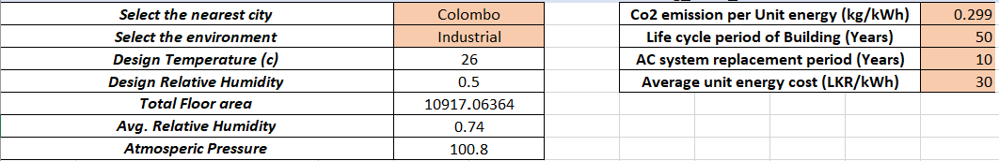 Select the nearest city Colombo Co2 emission per Unit energy (kg/kWh) 0.299
Select the environment Industrial Life cycle period of Building (Years) 50
Design Temperature (c) 26 AC system replacement period (Years) 10
Design Relative Humidity 0.5 Average unit energy cost (LKR/kWh) 30
Total Floor area 10917.06364
Avg. Relative Humidity 0.74
Atmosperic Pressure 100.8